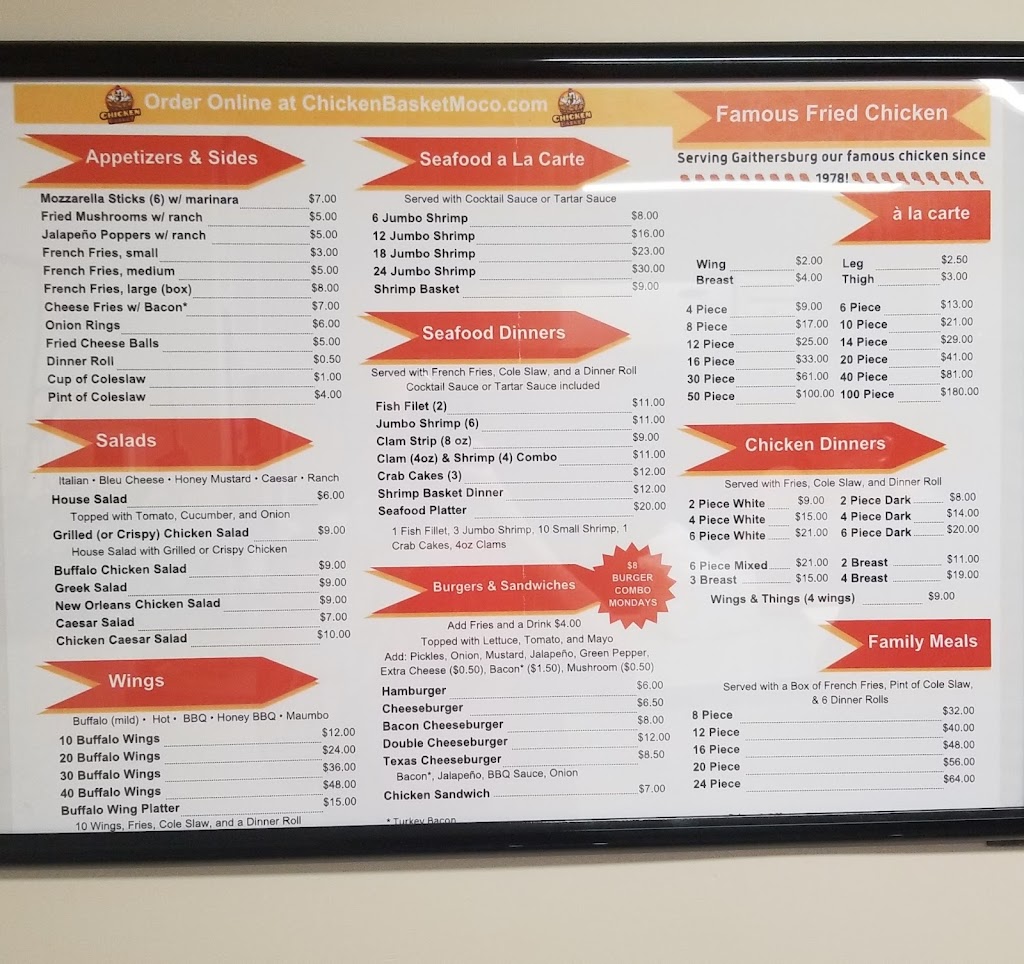 Order Online at ChickenBasketMoco.com
CHICKEN
BASKET
CHICKEN
BASKET
Appetizers & Sides
Mozzarella Sticks (6) w/ marinara $7.00
Fried Mushrooms w/ ranch $5.00
Jalapeño Poppers w/ ranch $5.00
French Fries, small $3.00
French Fries, medium $5.00
French Fries, large (box) $8.00
Cheese Fries w/ Bacon* $7.00
Onion Rings $6.00
Fried Cheese Balls $5.00
Dinner Roll $0.50
Cup of Coleslaw $1.00
Pint of Coleslaw $4.00
Salads
Italian • Bleu Cheese • Honey Mustard • Caesar • Ranch
House Salad $6.00
Topped with Tomato, Cucumber, and Onion
Grilled (or Crispy) Chicken Salad $9.00
House Salad with Grilled or Crispy Chicken
Buffalo Chicken Salad $9.00
Greek Salad $9.00
New Orleans Chicken Salad $9.00
Caesar Salad $7.00
Chicken Caesar Salad $10.00
Wings
Buffalo (mild) • Hot • BBQ • Honey BBQ • Maumbo
10 Buffalo Wings $12.00
20 Buffalo Wings $24.00
30 Buffalo Wings $36.00
40 Buffalo Wings $48.00
Buffalo Wing Platter $15.00
10 Wings, Fries, Cole Slaw, and a Dinner Roll
Seafood a La Carte
Served with Cocktail Sauce or Tartar Sauce
6 Jumbo Shrimp $8.00
12 Jumbo Shrimp $16.00
18 Jumbo Shrimp $23.00
24 Jumbo Shrimp $30.00
Shrimp Basket $9.00
Seafood Dinners
Served with French Fries, Cole Slaw, and a Dinner Roll
Cocktail Sauce or Tartar Sauce included
Fish Filet (2) $11.00
Jumbo Shrimp (6) $11.00
Clam Strip (8 oz) $9.00
Clam (4oz) & Shrimp (4) Combo $11.00
Crab Cakes (3) $12.00
Shrimp Basket Dinner $12.00
Seafood Platter $20.00
1 Fish Fillet, 3 Jumbo Shrimp, 10 Small Shrimp, 1
Crab Cakes, 4oz Clams
Burgers & Sandwiches
$8
BURGER
COMBO
MONDAYS
Add Fries and a Drink $4.00
Topped with Lettuce, Tomato, and Mayo
Add: Pickles, Onion, Mustard, Jalapeño, Green Pepper,
Extra Cheese ($0.50), Bacon* ($1.50), Mushroom ($0.50)
Hamburger $6.00
Cheeseburger $6.50
Bacon Cheeseburger $8.00
Double Cheeseburger $12.00
Texas Cheeseburger $8.50
Bacon*, Jalapeño, BBQ Sauce, Onion
Chicken Sandwich $7.00
* Turkey Bacon
Famous Fried Chicken
Serving Gaithersburg our famous chicken since
1978!
à la carte
Wing $2.00 Leg $2.50
Breast $4.00 Thigh $3.00
4 Piece $9.00 6 Piece $13.00
8 Piece $17.00 10 Piece $21.00
12 Piece $25.00 14 Piece $29.00
16 Piece $33.00 20 Piece $41.00
30 Piece $61.00 40 Piece $81.00
50 Piece $100.00 100 Piece $180.00
Chicken Dinners
Served with Fries, Cole Slaw, and Dinner Roll
2 Piece White $9.00 2 Piece Dark $8.00
4 Piece White $15.00 4 Piece Dark $14.00
6 Piece White $21.00 6 Piece Dark $20.00
6 Piece Mixed $21.00 2 Breast $11.00
3 Breast $15.00 4 Breast $19.00
Wings & Things (4 wings) $9.00
Family Meals
Served with a Box of French Fries, Pint of Cole Slaw,
& 6 Dinner Rolls
8 Piece $32.00
12 Piece $40.00
16 Piece $48.00
20 Piece $56.00
24 Piece $64.00